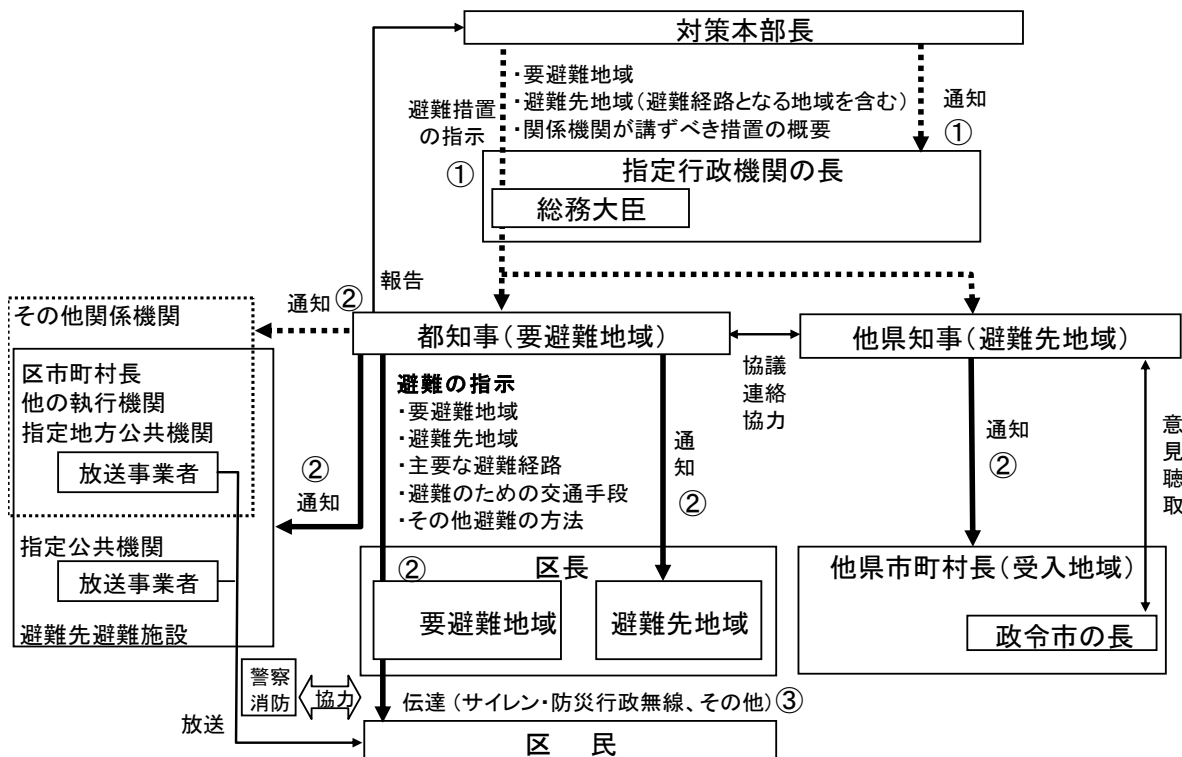 対策本部長
・要避難地域
・避難先地域（避難経路となる地域を含む）
・関係機関が講ずべき措置の概要
避難措置
の指示
①
通知
①
指定行政機関の長
総務大臣
報告
通知 ②
その他関係機関
都知事（要避難地域）
他県知事（避難先地域）
協議
連絡
協力
区市町村長
他の執行機関
指定地方公共機関
放送事業者
避難の指示
・要避難地域
・避難先地域
・主要な避難経路
・避難のための交通手段
・その他避難の方法
②
通知
通知
②
通知
②
意見聴取
指定公共機関
放送事業者
避難先避難施設
②
区長
要避難地域
避難先地域
他県市町村長（受入地域）
政令市の長
警察
消防
協力
伝達（サイレン・防災行政無線、その他）③
放送
区　民